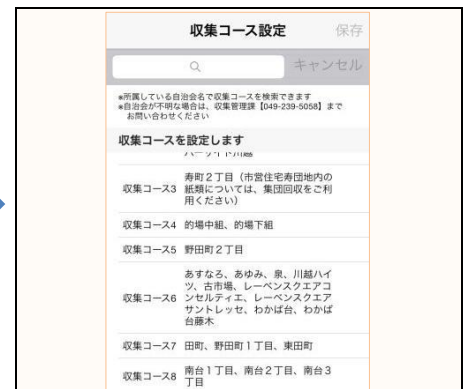 収集コース設定 保存
キャンセル
*所属している自治会名で収集コースを検索できます
*自治会が不明な場合は、収集管理課【049-239-5058】まで
お問い合わせください
収集コースを設定します
収集コース3 寿町2丁目（市営住宅寿団地内の
紙類については、集団回収をご利
用ください）
収集コース4 的場中組、的場下組
収集コース5 野田町2丁目
収集コース6 あすなろ、あゆみ、泉、川越ハイ
ツ、古市場、レーベンスクエアコ
ンセルティエ、レーベンスクエア
サントレッセ、わかば台、わかば
台藤木
収集コース7 田町、野田町1丁目、東田町
収集コース8 南台1丁目、南台2丁目、南台3
丁目